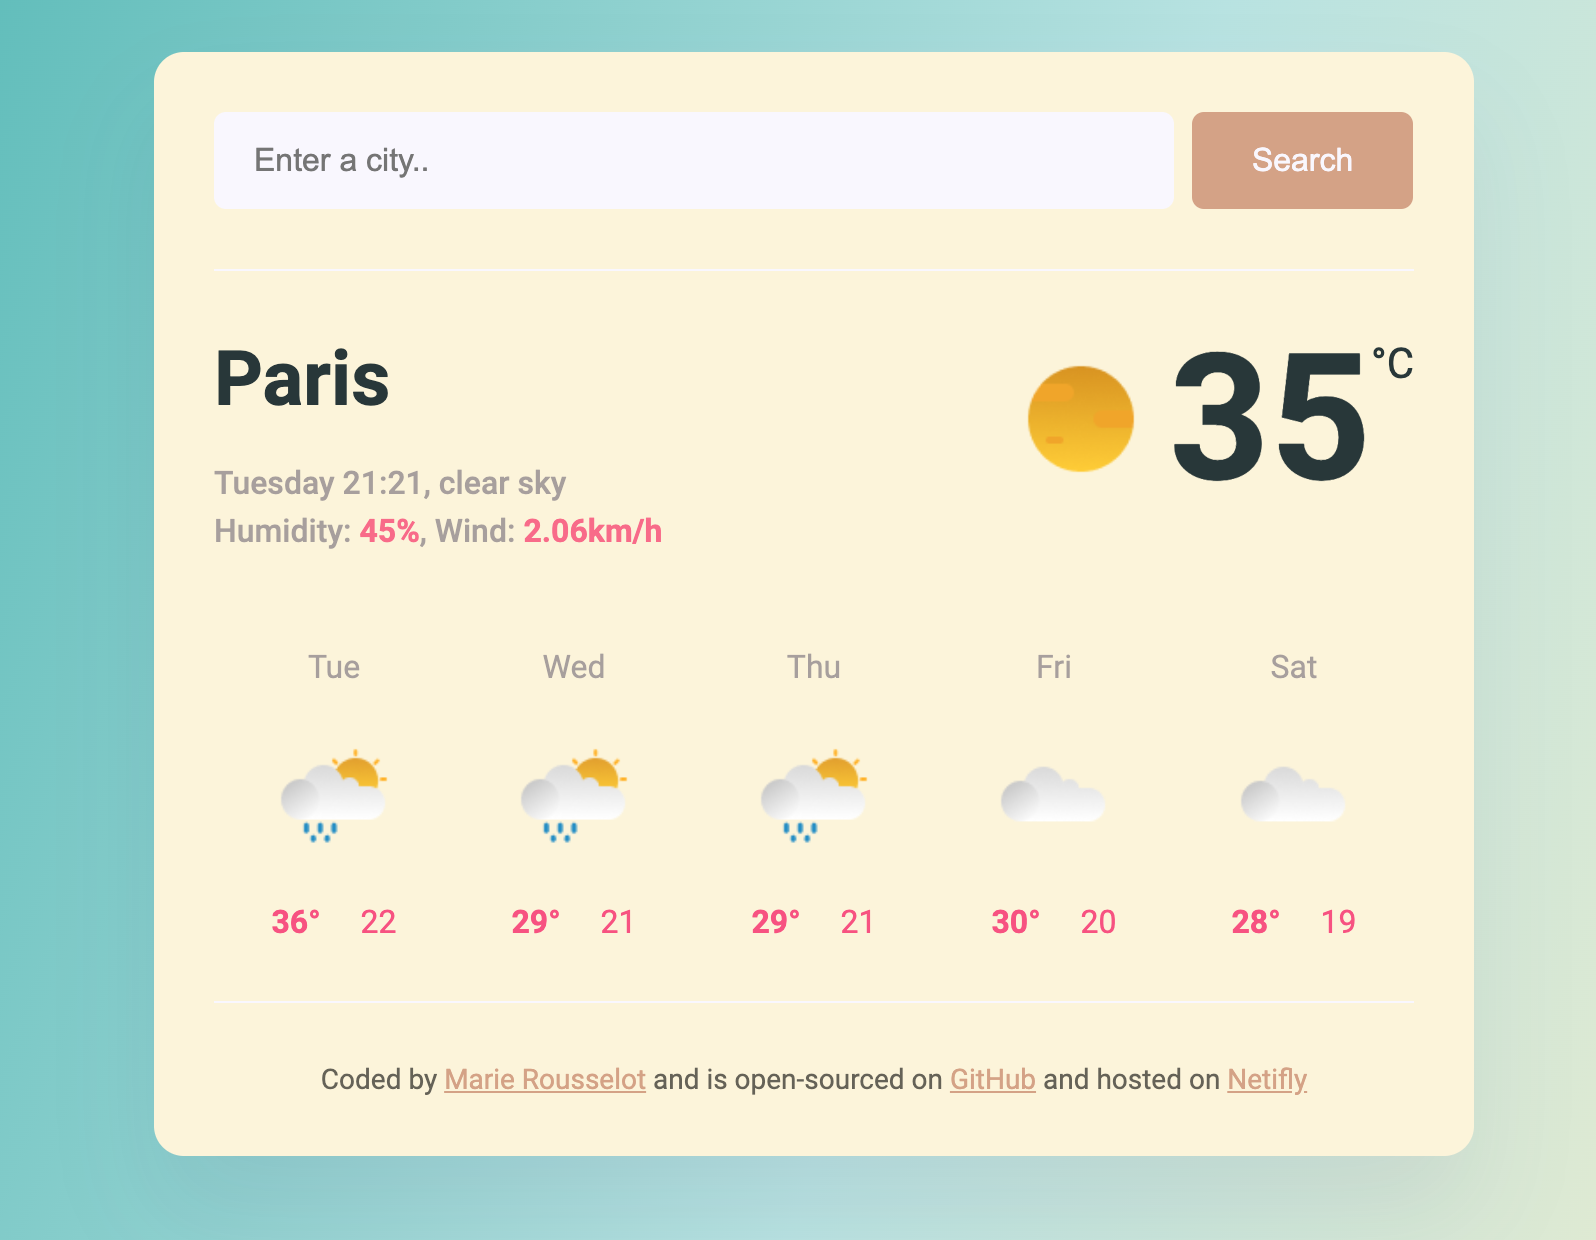 Enter a city..
Search
Paris
35 °C
Tuesday 21:21, clear sky
Humidity: 45%, Wind: 2.06km/h
Tue Wed Thu Fri Sat
36° 22 29° 21 29° 21 30° 20 28° 19
Coded by Marie Rousselot and is open-sourced on GitHub and hosted on Netifly